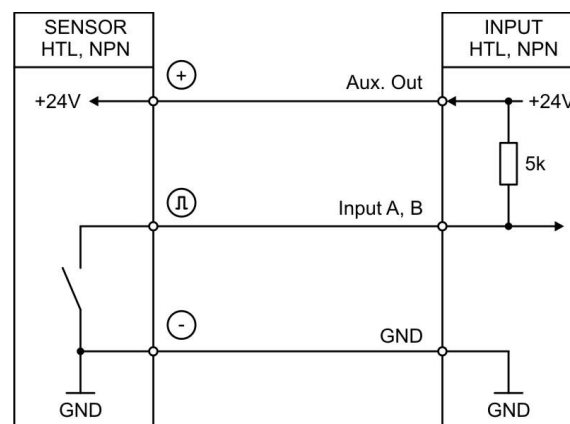 SENSOR
HTL, NPN
INPUT
HTL, NPN
+
Aux. Out
+24V
+24V
5k
Input A, B
-
GND
GND
GND